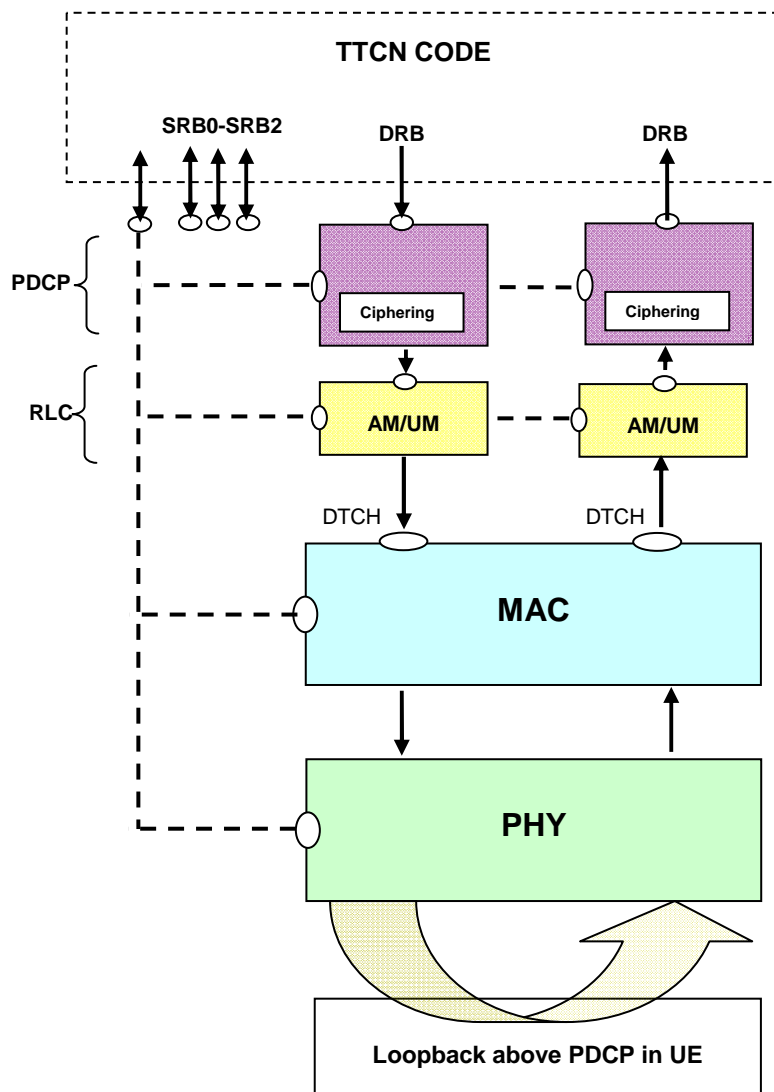 TTCN CODE
SRB0-SRB2
DRB
DRB
PDCP
Ciphering
Ciphering
RLC
AM/UM
AM/UM
DTCH
DTCH
MAC
PHY
Loopback above PDCP in UE